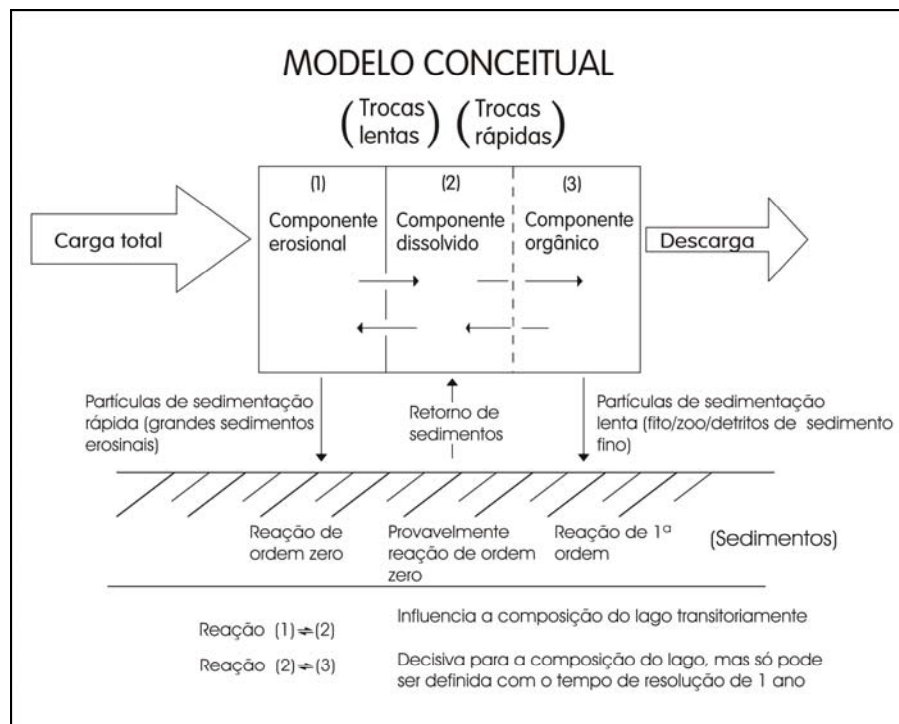 MODELO CONCEITUAL
(Trocas lentas) (Trocas rápidas)
(1)
Componente
erosional
(2)
Componente
dissolvido
(3)
Componente
orgânico
Carga total
Descarga
Partículas de sedimentação
rápida (grandes sedimentos
erosinais)
Retorno de
sedimentos
Partículas de sedimentação
lenta (fito/zoo/detritos de sedimento
fino)
Reação de
ordem zero
Provavelmente
reação de ordem
zero
Reação de 1ª
ordem
(Sedimentos)
Reação (1)⇌(2)
Influencia a composição do lago transitoriamente
Reação (2)⇌(3)
Decisiva para a composição do lago, mas só pode
ser definida com o tempo de resolução de 1 ano